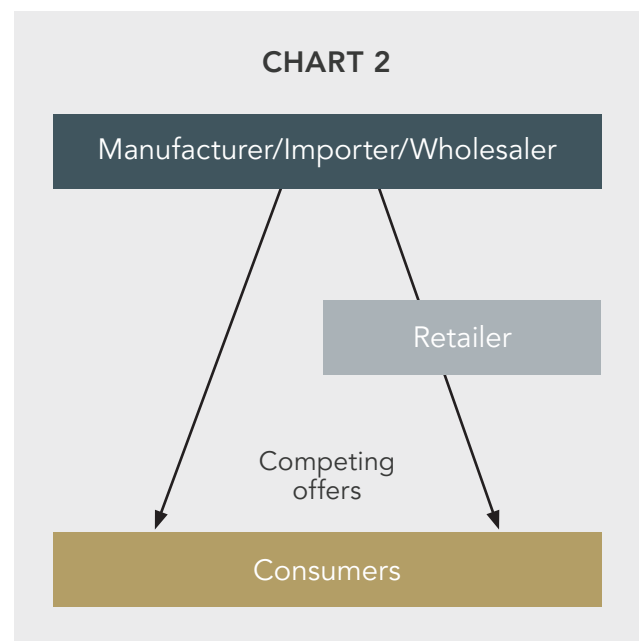 CHART 2
Manufacturer/Importer/Wholesaler
Retailer
Competing
offers
Consumers